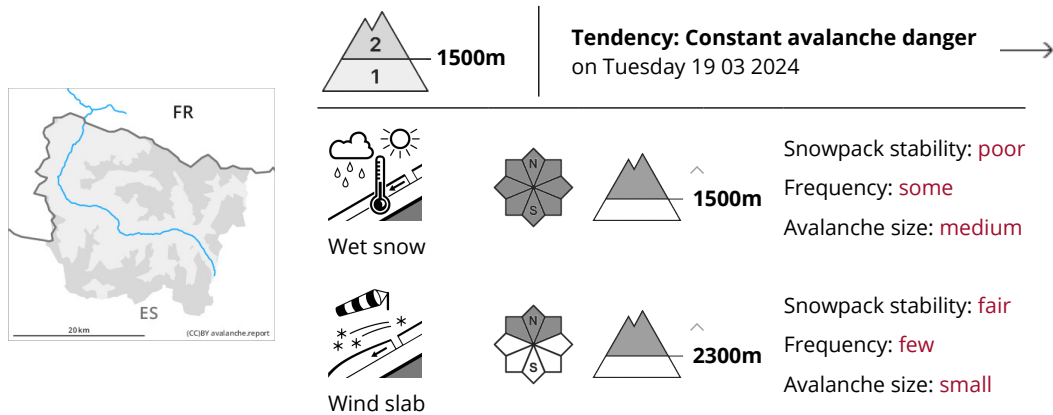 2
1500m
1
Tendency: Constant avalanche danger
on Tuesday 19 03 2024
FR
ES
20 km
(CC)BY avalanche.report
Wet snow
N
S
1500m
Snowpack stability: poor
Frequency: some
Avalanche size: medium
Wind slab
N
S
2300m
Snowpack stability: fair
Frequency: few
Avalanche size: small